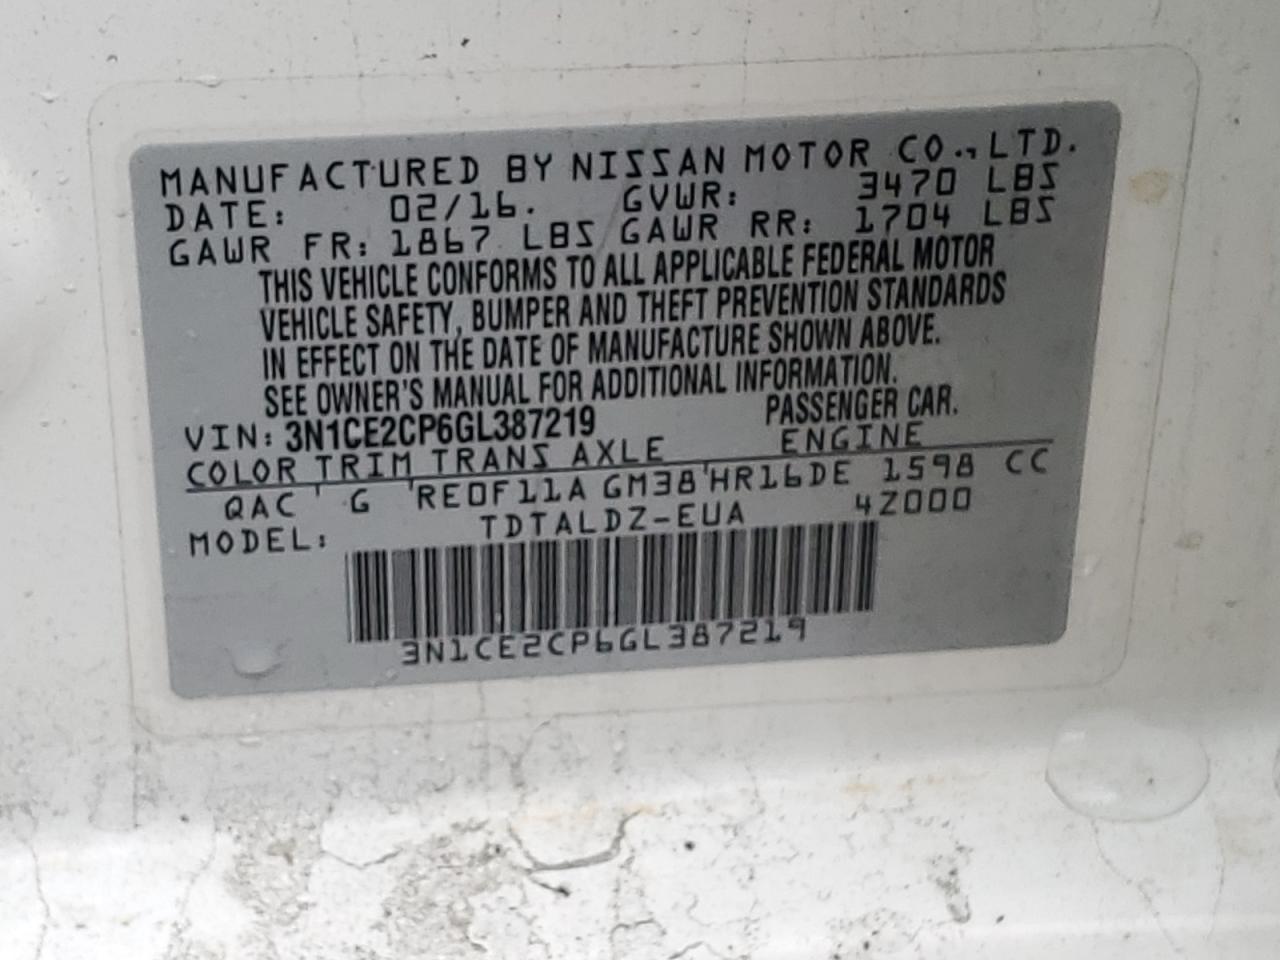 MANUFACTURED BY NISSAN MOTOR CO., LTD.
DATE: 02/16. GVWR: 3470 LBS
GAWR FR: 1867 LBS GAWR RR: 1704 LBS
THIS VEHICLE CONFORMS TO ALL APPLICABLE FEDERAL MOTOR
VEHICLE SAFETY, BUMPER AND THEFT PREVENTION STANDARDS
IN EFFECT ON THE DATE OF MANUFACTURE SHOWN ABOVE.
SEE OWNER'S MANUAL FOR ADDITIONAL INFORMATION.
VIN: 3N1CE2CP6GL387219 PASSENGER CAR.
COLOR TRIM TRANS AXLE ENGINE
QAC G RE0F11A GM38 HR16DE 1598 CC
MODEL: TDTALDZ-EUA 4Z000
3N1CE2CP6GL387219